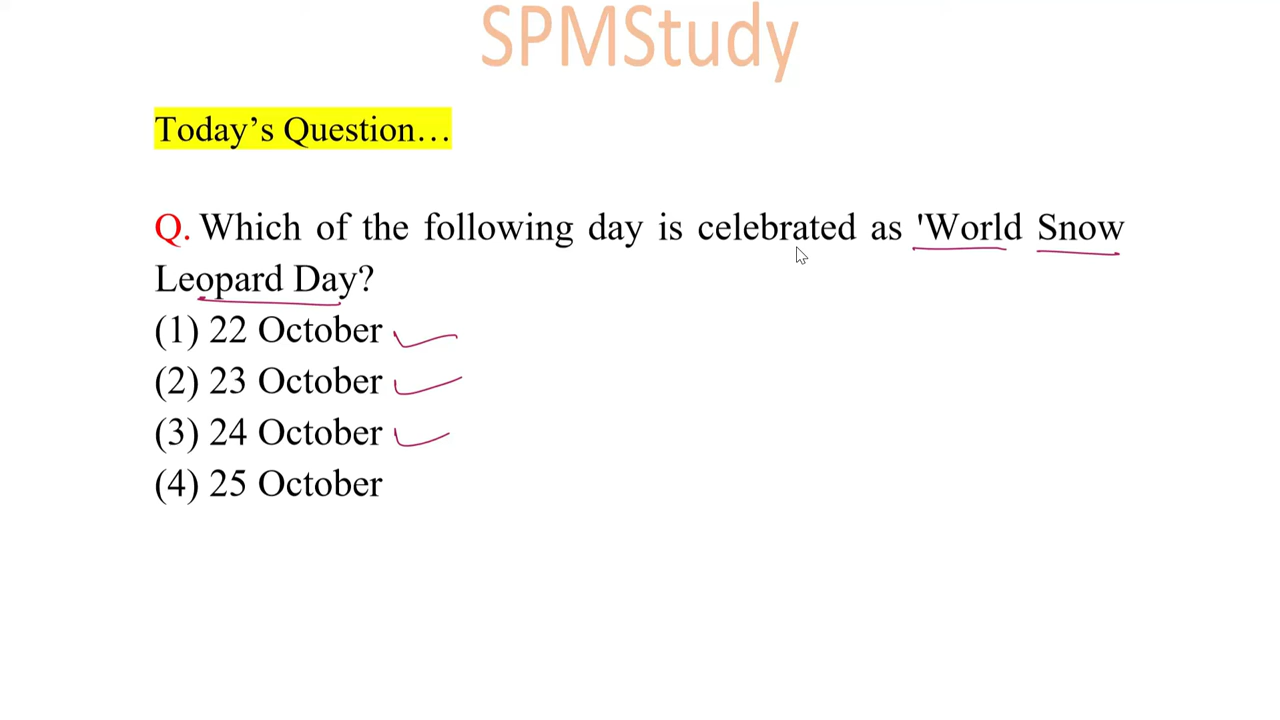 SPMStudy
Today’s Question…
Q. Which of the following day is celebrated as 'World Snow
Leopard Day?
(1) 22 October
(2) 23 October
(3) 24 October
(4) 25 October